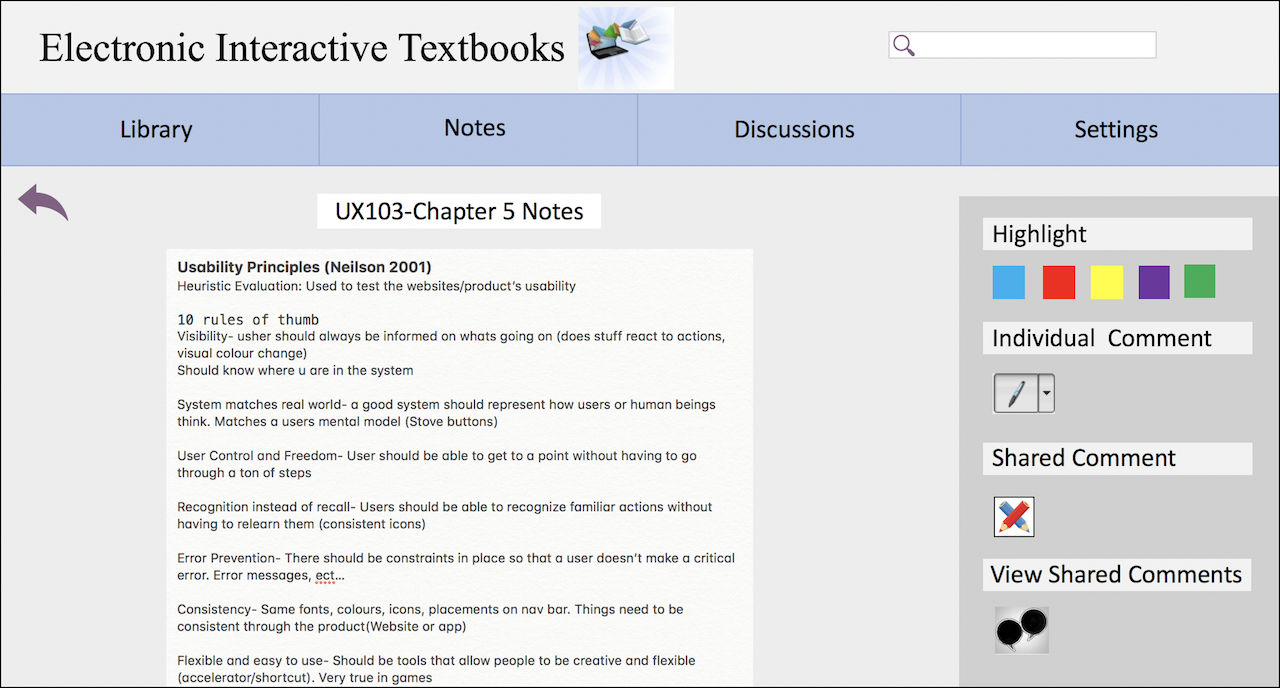 Electronic Interactive Textbooks
Library
Notes
Discussions
Settings
UX103-Chapter 5 Notes
Usability Principles (Neilson 2001)
Heuristic Evaluation: Used to test the websites/product's usability
10 rules of thumb
Visibility- usher should always be informed on whats going on (does stuff react to actions,
visual colour change)
Should know where u are in the system
System matches real world- a good system should represent how users or human beings
think. Matches a users mental model (Stove buttons)
User Control and Freedom- User should be able to get to a point without having to go
through a ton of steps
Recognition instead of recall- Users should be able to recognize familiar actions without
having to relearn them (consistent icons)
Error Prevention- There should be constraints in place so that a user doesn't make a critical
error. Error messages, ect...
Consistency- Same fonts, colours, icons, placements on nav bar. Things need to be
consistent through the product(Website or app)
Flexible and easy to use- Should be tools that allow people to be creative and flexible
(accelerator/shortcut). Very true in games
Highlight
Individual Comment
Shared Comment
View Shared Comments